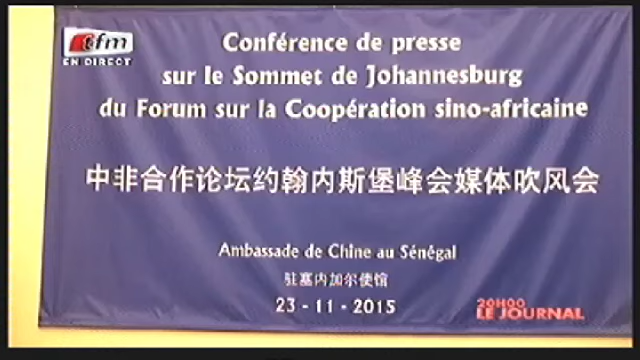 tfm
EN DIRECT
Conférence de presse
sur le Sommet de Johannesburg
du Forum sur la Coopération sino-africaine
中非合作论坛约翰内斯堡峰会媒体吹风会
Ambassade de Chine au Sénégal
驻塞内加尔使馆
23 - 11 - 2015
20H00
LE JOURNAL